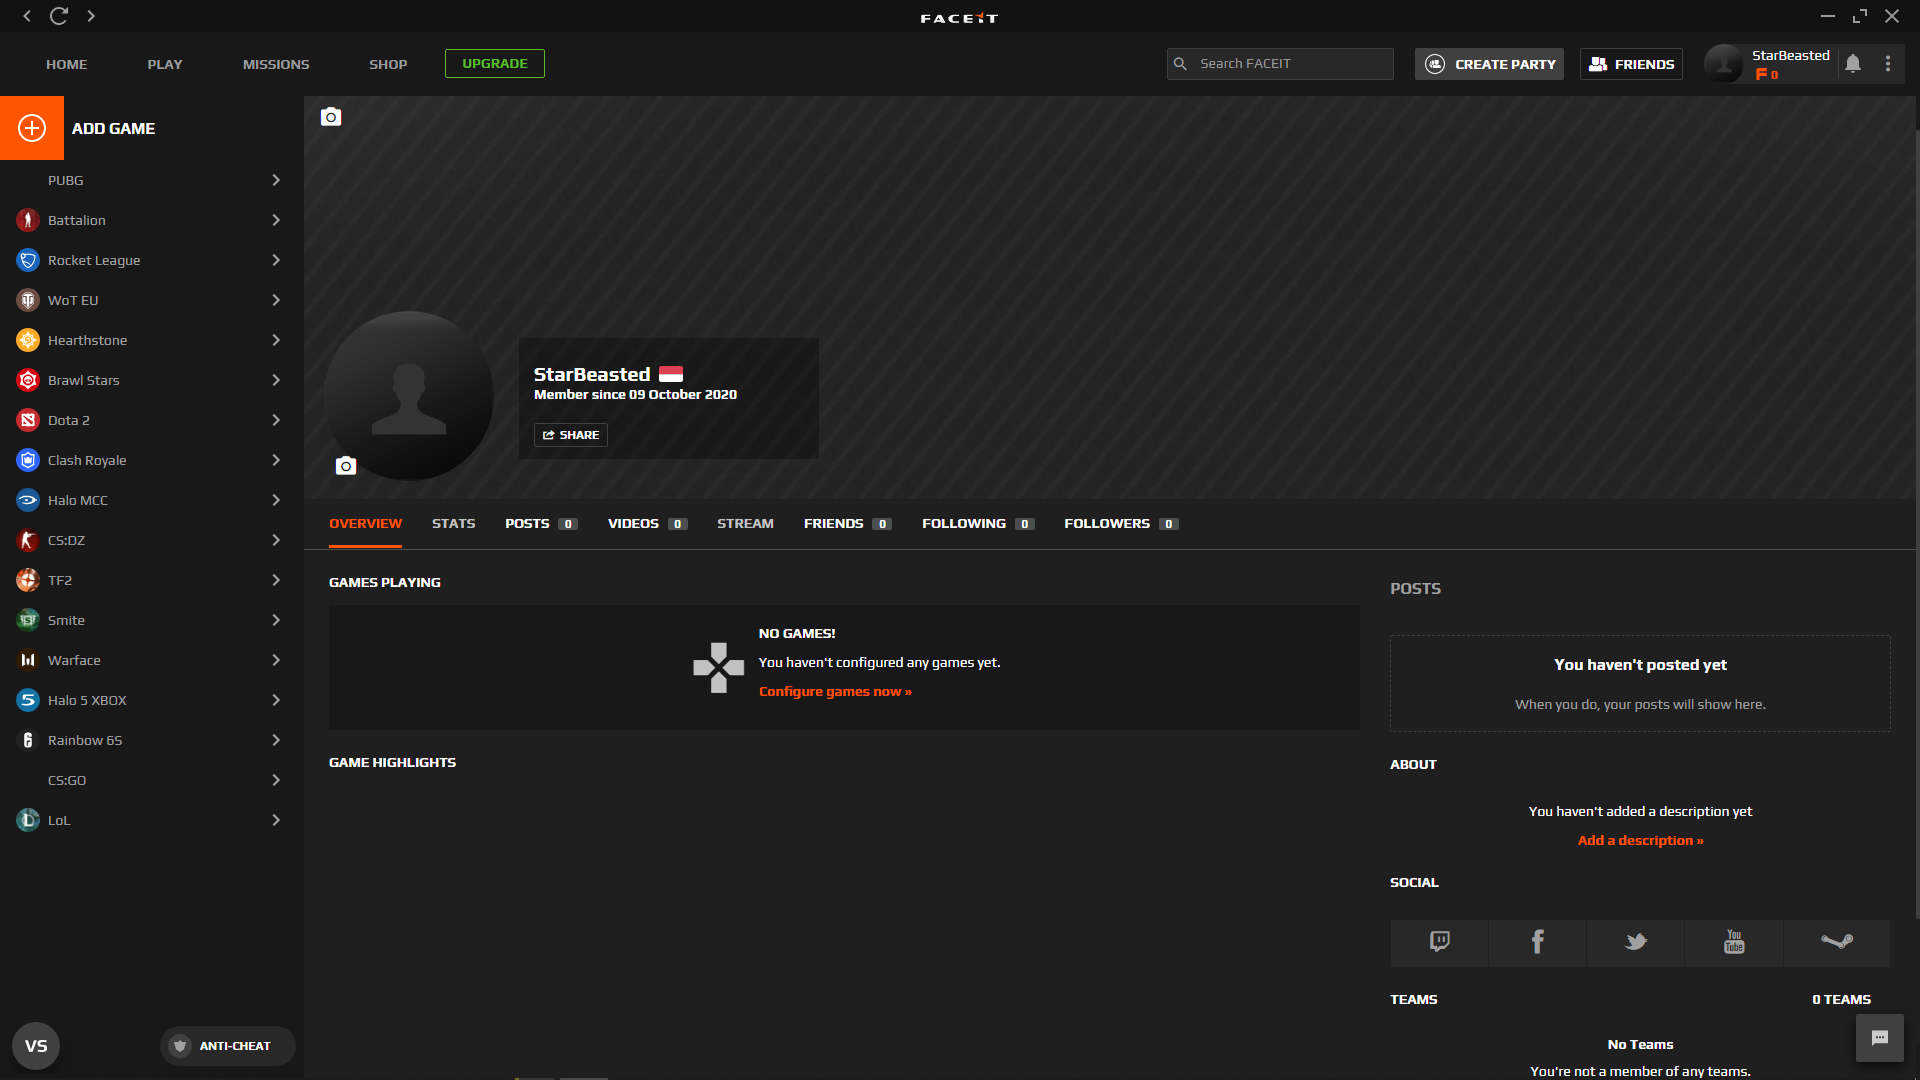 FACEIT
HOME
PLAY
MISSIONS
SHOP
UPGRADE
Search FACEIT
CREATE PARTY
FRIENDS
StarBeasted
0
ADD GAME
PUBG
Battalion
Rocket League
WoT EU
Hearthstone
Brawl Stars
Dota 2
Clash Royale
Halo MCC
CS:DZ
TF2
Smite
Warface
Halo 5 XBOX
Rainbow 6S
CS:GO
LoL
VS
ANTI-CHEAT
StarBeasted
Member since 09 October 2020
SHARE
OVERVIEW
STATS
POSTS 0
VIDEOS 0
STREAM
FRIENDS 0
FOLLOWING 0
FOLLOWERS 0
GAMES PLAYING
NO GAMES!
You haven't configured any games yet.
Configure games now »
GAME HIGHLIGHTS
POSTS
You haven't posted yet
When you do, your posts will show here.
ABOUT
You haven't added a description yet
Add a description »
SOCIAL
You
Tube
TEAMS
0 TEAMS
No Teams
You're not a member of any teams.